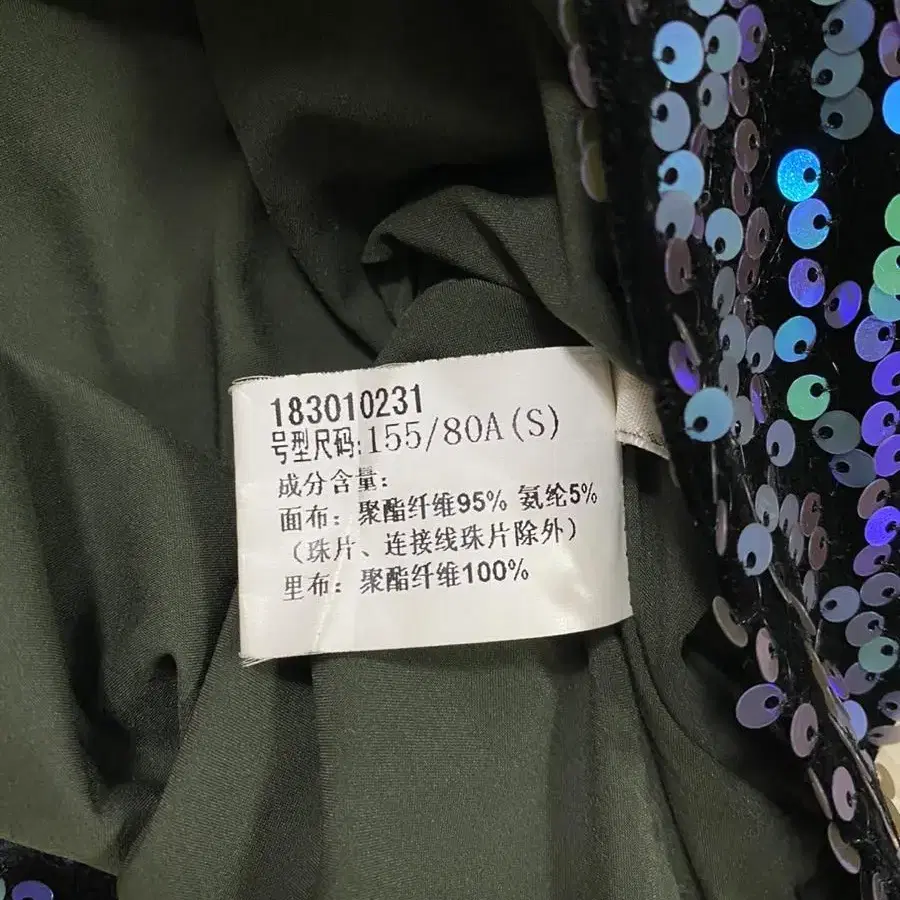 183010231
号型尺码:155/80A(S)
成分含量:
面布: 聚酯纤维95% 氨纶5%
(珠片、连接线珠片除外)
里布: 聚酯纤维100%